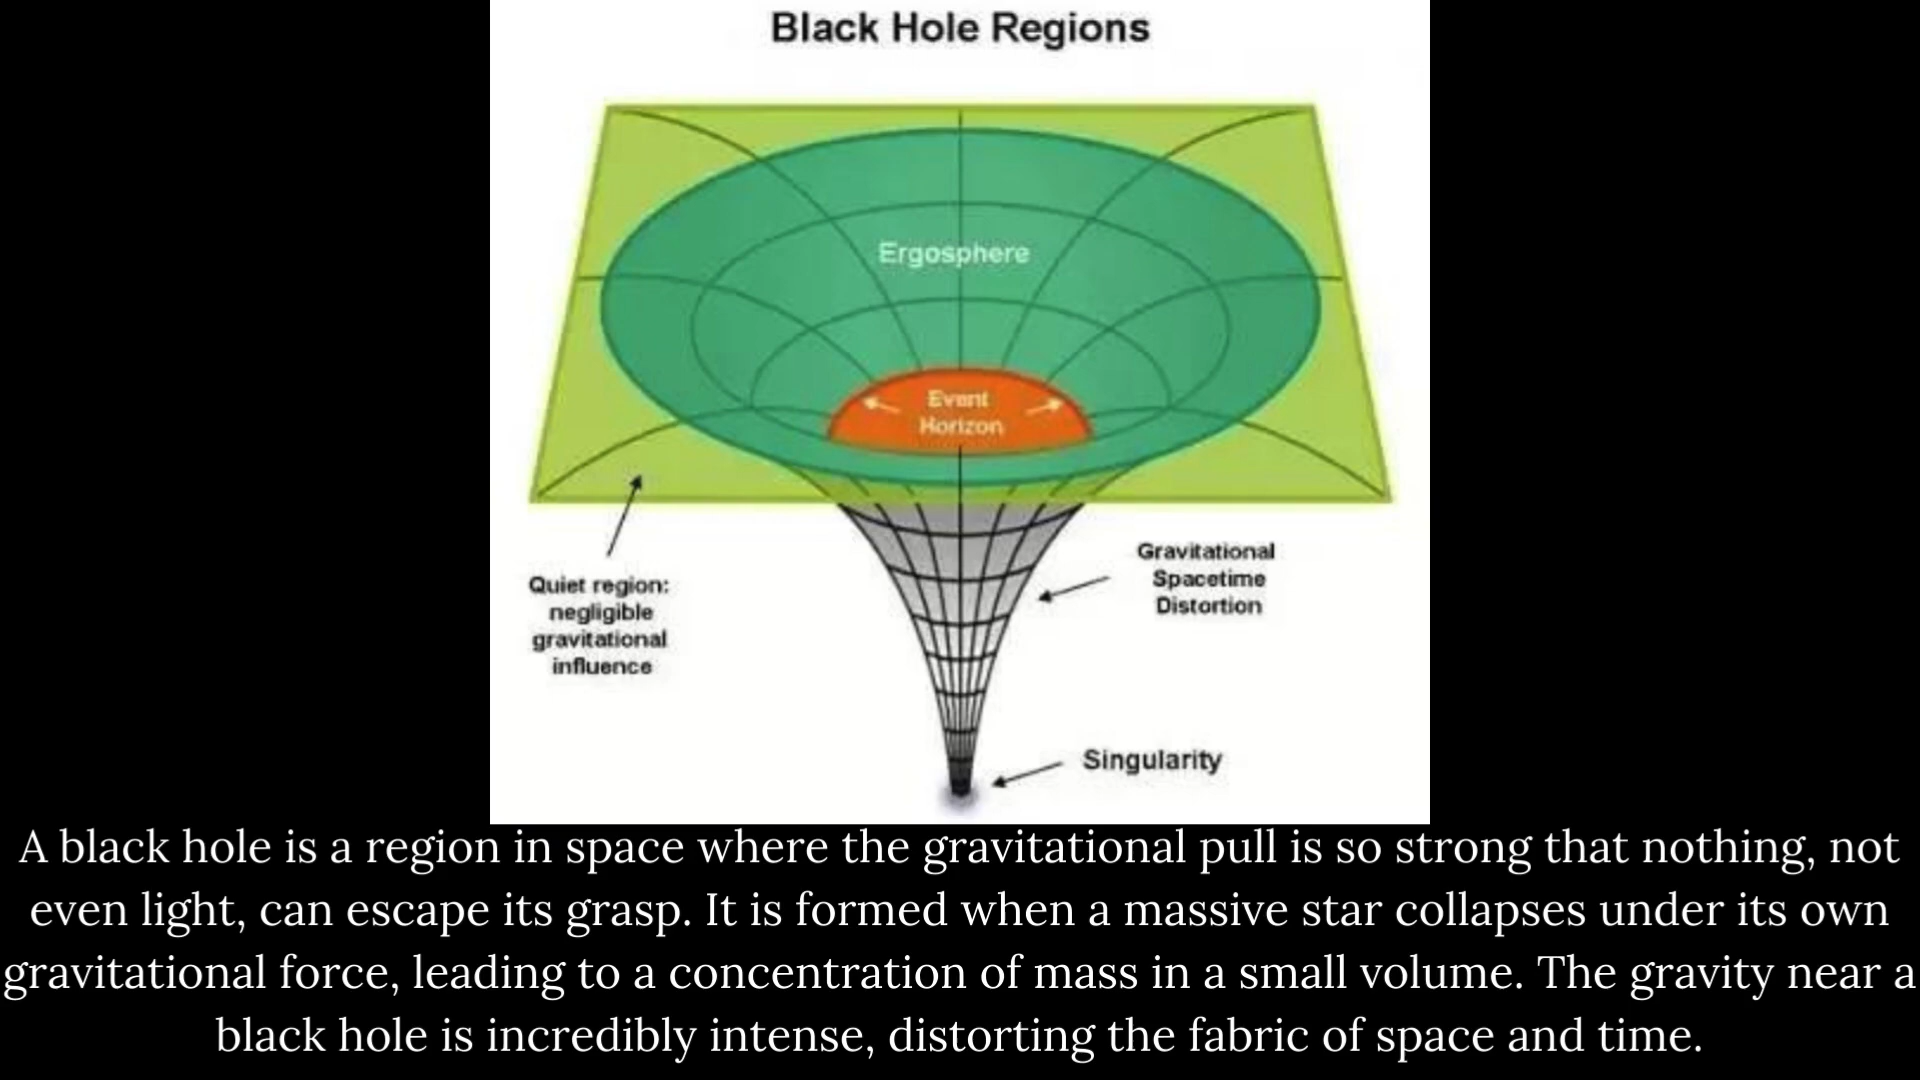 Black Hole Regions
Ergosphere
Event
Horizon
Gravitational
Spacetime
Distortion
Quiet region:
negligible
gravitational
influence
Singularity
A black hole is a region in space where the gravitational pull is so strong that nothing, not
even light, can escape its grasp. It is formed when a massive star collapses under its own
gravitational force, leading to a concentration of mass in a small volume. The gravity near a
black hole is incredibly intense, distorting the fabric of space and time.